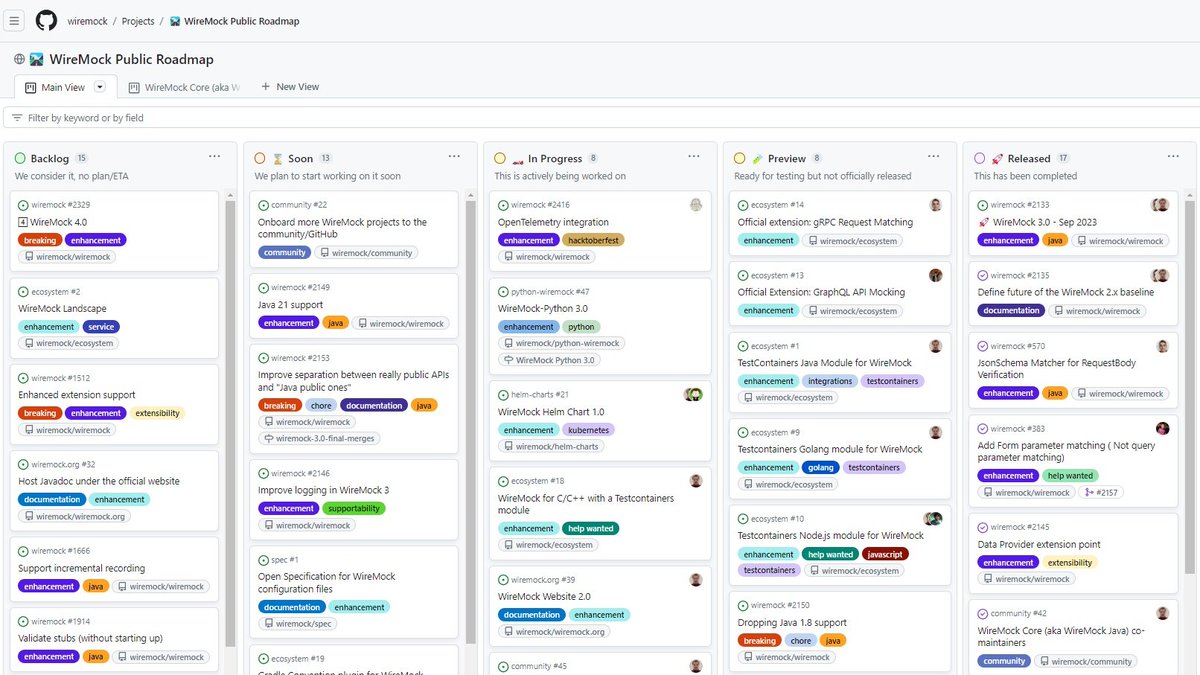 wiremock / Projects / WireMock Public Roadmap
WireMock Public Roadmap
Main View
WireMock Core (aka W
+ New View
Filter by keyword or by field
Backlog 15
We consider it, no plan/ETA
wiremock #2329
4 WireMock 4.0
breaking enhancement
wiremock/wiremock
ecosystem #2
WireMock Landscape
enhancement service
wiremock/ecosystem
wiremock #1512
Enhanced extension support
breaking enhancement extensibility
wiremock/wiremock
wiremock.org #32
Host Javadoc under the official website
documentation enhancement
wiremock/wiremock.org
wiremock #1666
Support incremental recording
enhancement java wiremock/wiremock
wiremock #1914
Validate stubs (without starting up)
enhancement java wiremock/wiremock
Soon 13
We plan to start working on it soon
community #22
Onboard more WireMock projects to the
community/GitHub
community wiremock/community
wiremock #2149
Java 21 support
enhancement java wiremock/wiremock
wiremock #2153
Improve separation between really public APIs
and "Java public ones"
breaking chore documentation java
wiremock/wiremock
wiremock-3.0-final-merges
wiremock #2146
Improve logging in WireMock 3
enhancement supportability
wiremock/wiremock
spec #1
Open Specification for WireMock
configuration files
documentation enhancement
wiremock/spec
ecosystem #19
Gradle Convention plugin for WireMock
In Progress 8
This is actively being worked on
wiremock #2416
OpenTelemetry integration
enhancement hacktoberfest
wiremock/wiremock
python-wiremock #47
WireMock-Python 3.0
enhancement python
wiremock/python-wiremock
WireMock Python 3.0
helm-charts #21
WireMock Helm Chart 1.0
enhancement kubernetes
wiremock/helm-charts
ecosystem #18
WireMock for C/C++ with a Testcontainers
module
enhancement help wanted
wiremock/ecosystem
wiremock.org #39
WireMock Website 2.0
documentation enhancement
wiremock/wiremock.org
community #45
Preview 8
Ready for testing but not officially released
ecosystem #14
Official extension: gRPC Request Matching
enhancement wiremock/ecosystem
ecosystem #13
Official Extension: GraphQL API Mocking
enhancement wiremock/ecosystem
ecosystem #1
TestContainers Java Module for WireMock
enhancement integrations testcontainers
wiremock/ecosystem
ecosystem #9
Testcontainers Golang module for WireMock
enhancement golang testcontainers
wiremock/ecosystem
ecosystem #10
Testcontainers Node.js module for WireMock
enhancement help wanted javascript
testcontainers wiremock/ecosystem
wiremock #2150
Dropping Java 1.8 support
breaking chore java
wiremock/wiremock
Released 17
This has been completed
wiremock #2133
WireMock 3.0 - Sep 2023
enhancement java wiremock/wiremock
wiremock #2135
Define future of the WireMock 2.x baseline
documentation wiremock/wiremock
wiremock #570
JsonSchema Matcher for RequestBody
Verification
enhancement java wiremock/wiremock
wiremock #383
Add Form parameter matching ( Not query
parameter matching)
enhancement help wanted
wiremock/wiremock #2157
wiremock #2145
Data Provider extension point
enhancement extensibility
wiremock/wiremock
community #42
WireMock Core (aka WireMock Java) co-
maintainers
community wiremock/community